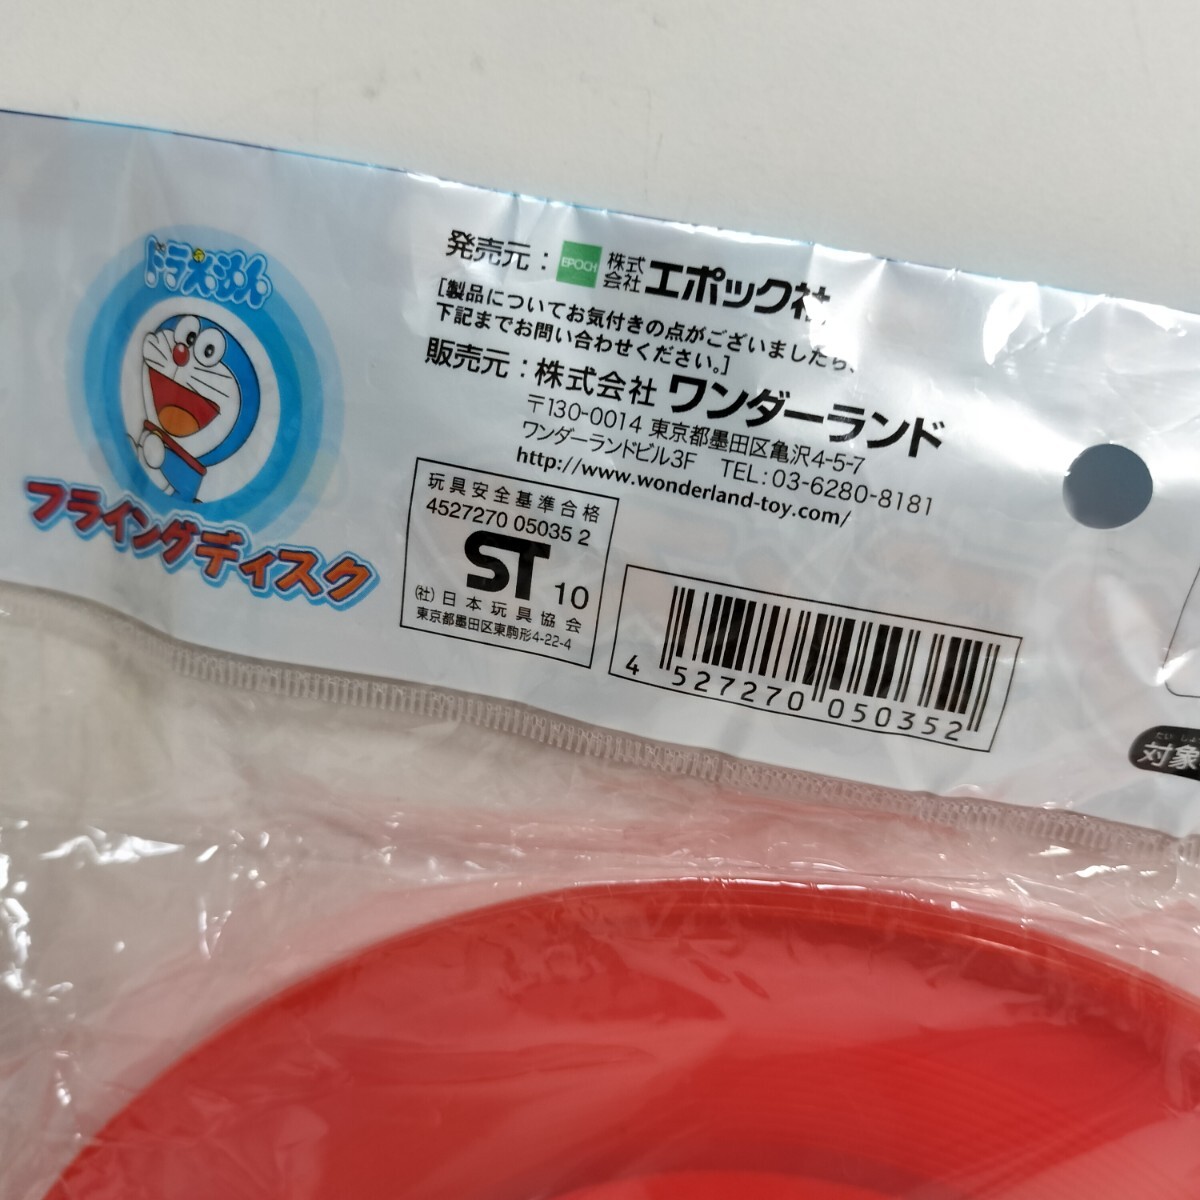 ドラえもん
フライングディスク
発売元: EPOCH 株式会社 エポック社
[製品についてお気付きの点がございましたら、
下記までお問い合わせください。]
販売元: 株式会社 ワンダーランド
〒130-0014 東京都墨田区亀沢4-5-7
ワンダーランドビル3F TEL:03-6280-8181
http://www.wonderland-toy.com/
玩具安全基準合格
4527270 05035 2
ST 10
(社)日本玩具協会
東京都墨田区東駒形4-22-4
4 527270 050352
対象